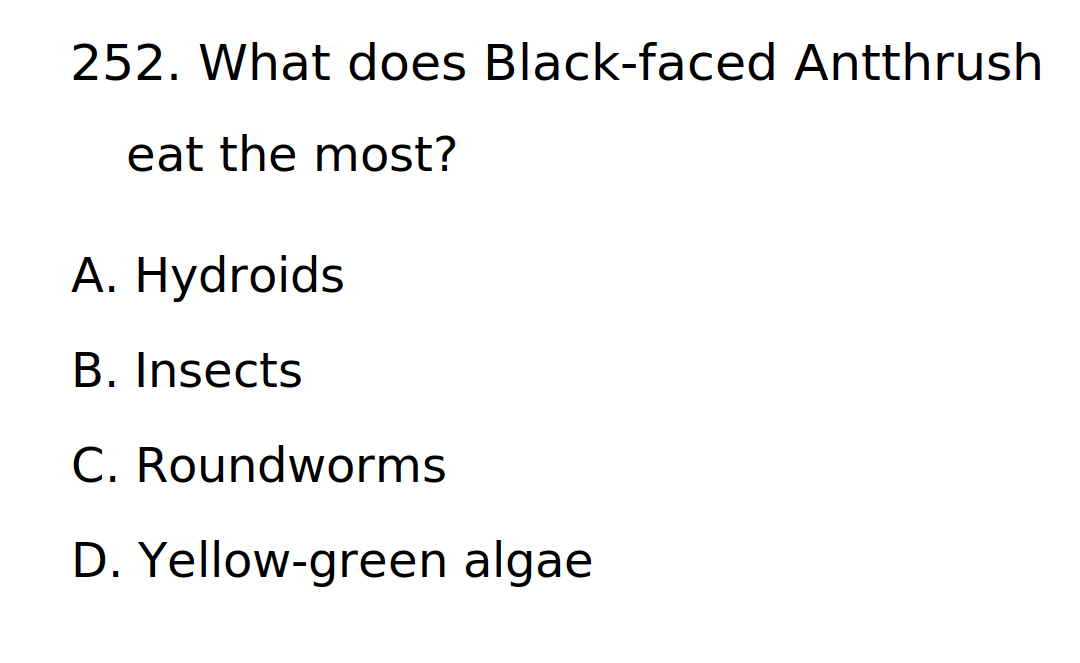 252. What does Black-faced Antthrush
eat the most?
A. Hydroids
B. Insects
C. Roundworms
D. Yellow-green algae